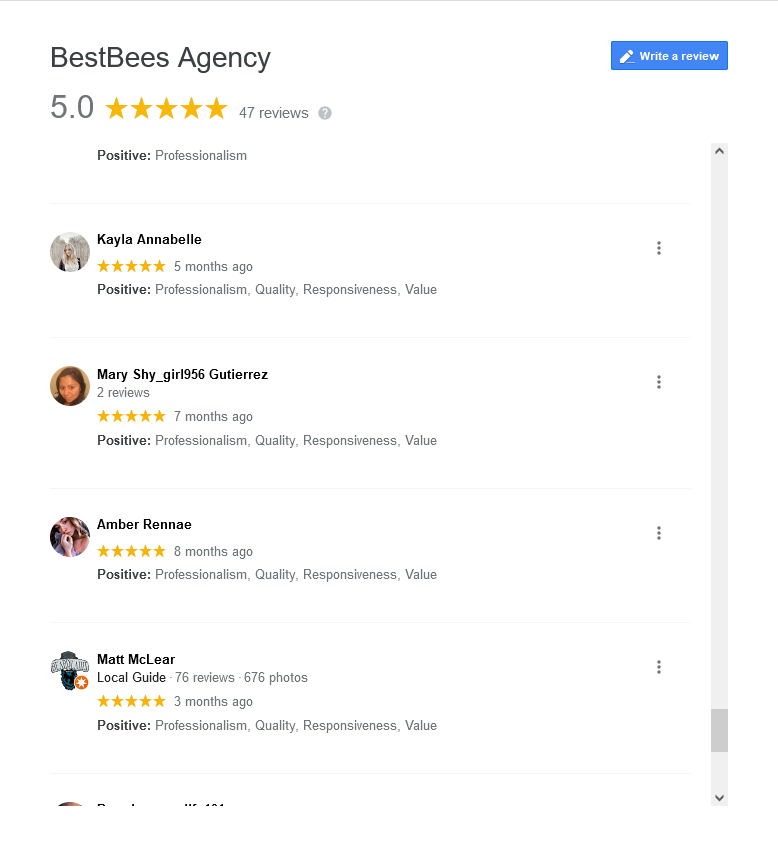 BestBees Agency
Write a review
5.0 47 reviews ?
Positive: Professionalism
Kayla Annabelle
5 months ago
Positive: Professionalism, Quality, Responsiveness, Value
Mary Shy_girl956 Gutierrez
2 reviews
7 months ago
Positive: Professionalism, Quality, Responsiveness, Value
Amber Rennae
8 months ago
Positive: Professionalism, Quality, Responsiveness, Value
Matt McLear
Local Guide · 76 reviews · 676 photos
3 months ago
Positive: Professionalism, Quality, Responsiveness, Value